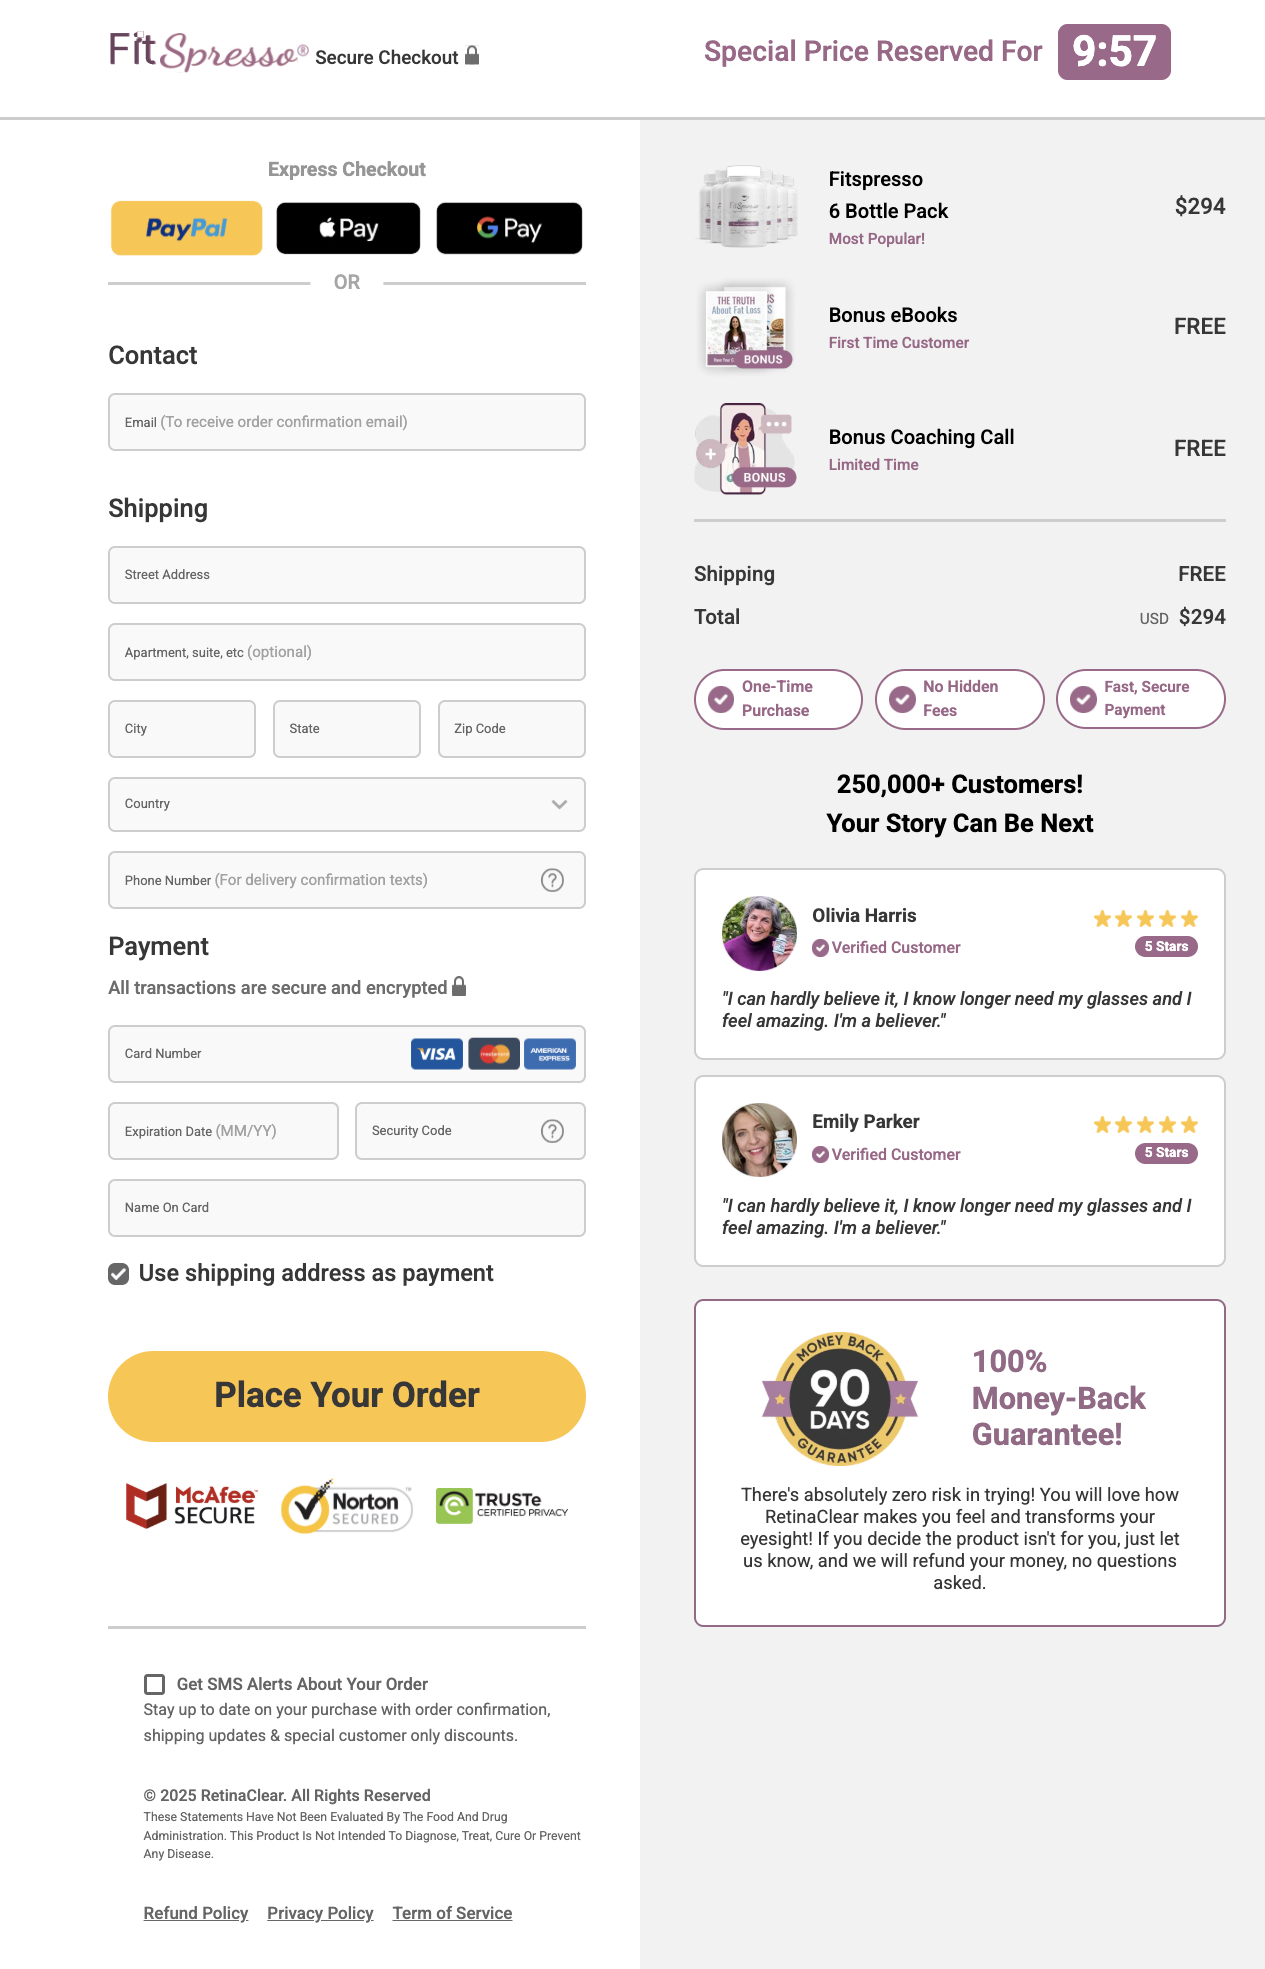 FitSpresso® Secure Checkout
Special Price Reserved For 9:57
Express Checkout
PayPal
Pay
G Pay
OR
Contact
Email (To receive order confirmation email)
Shipping
Street Address
Apartment, suite, etc (optional)
City
State
Zip Code
Country
Phone Number (For delivery confirmation texts)
Payment
All transactions are secure and encrypted
Card Number
VISA
mastercard
AMERICAN
EXPRESS
Expiration Date (MM/YY)
Security Code
Name On Card
Use shipping address as payment
Place Your Order
McAfee™
SECURE
Norton™
SECURED
TRUSTe
CERTIFIED PRIVACY
Get SMS Alerts About Your Order
Stay up to date on your purchase with order confirmation,
shipping updates & special customer only discounts.
© 2025 RetinaClear. All Rights Reserved
These Statements Have Not Been Evaluated By The Food And Drug
Administration. This Product Is Not Intended To Diagnose, Treat, Cure Or Prevent
Any Disease.
Refund Policy
Privacy Policy
Term of Service
FitSpresso
Fitspresso
6 Bottle Pack
Most Popular!
$294
THE TRUTH
About Fat Loss
BONUS
Bonus eBooks
First Time Customer
FREE
BONUS
Bonus Coaching Call
Limited Time
FREE
Shipping
FREE
Total
USD $294
One-Time
Purchase
No Hidden
Fees
Fast, Secure
Payment
250,000+ Customers!
Your Story Can Be Next
Olivia Harris
Verified Customer
5 Stars
"I can hardly believe it, I know longer need my glasses and I
feel amazing. I'm a believer."
Emily Parker
Verified Customer
5 Stars
"I can hardly believe it, I know longer need my glasses and I
feel amazing. I'm a believer."
MONEY BACK
90
DAYS
GUARANTEE
100%
Money-Back
Guarantee!
There's absolutely zero risk in trying! You will love how
RetinaClear makes you feel and transforms your
eyesight! If you decide the product isn't for you, just let
us know, and we will refund your money, no questions
asked.